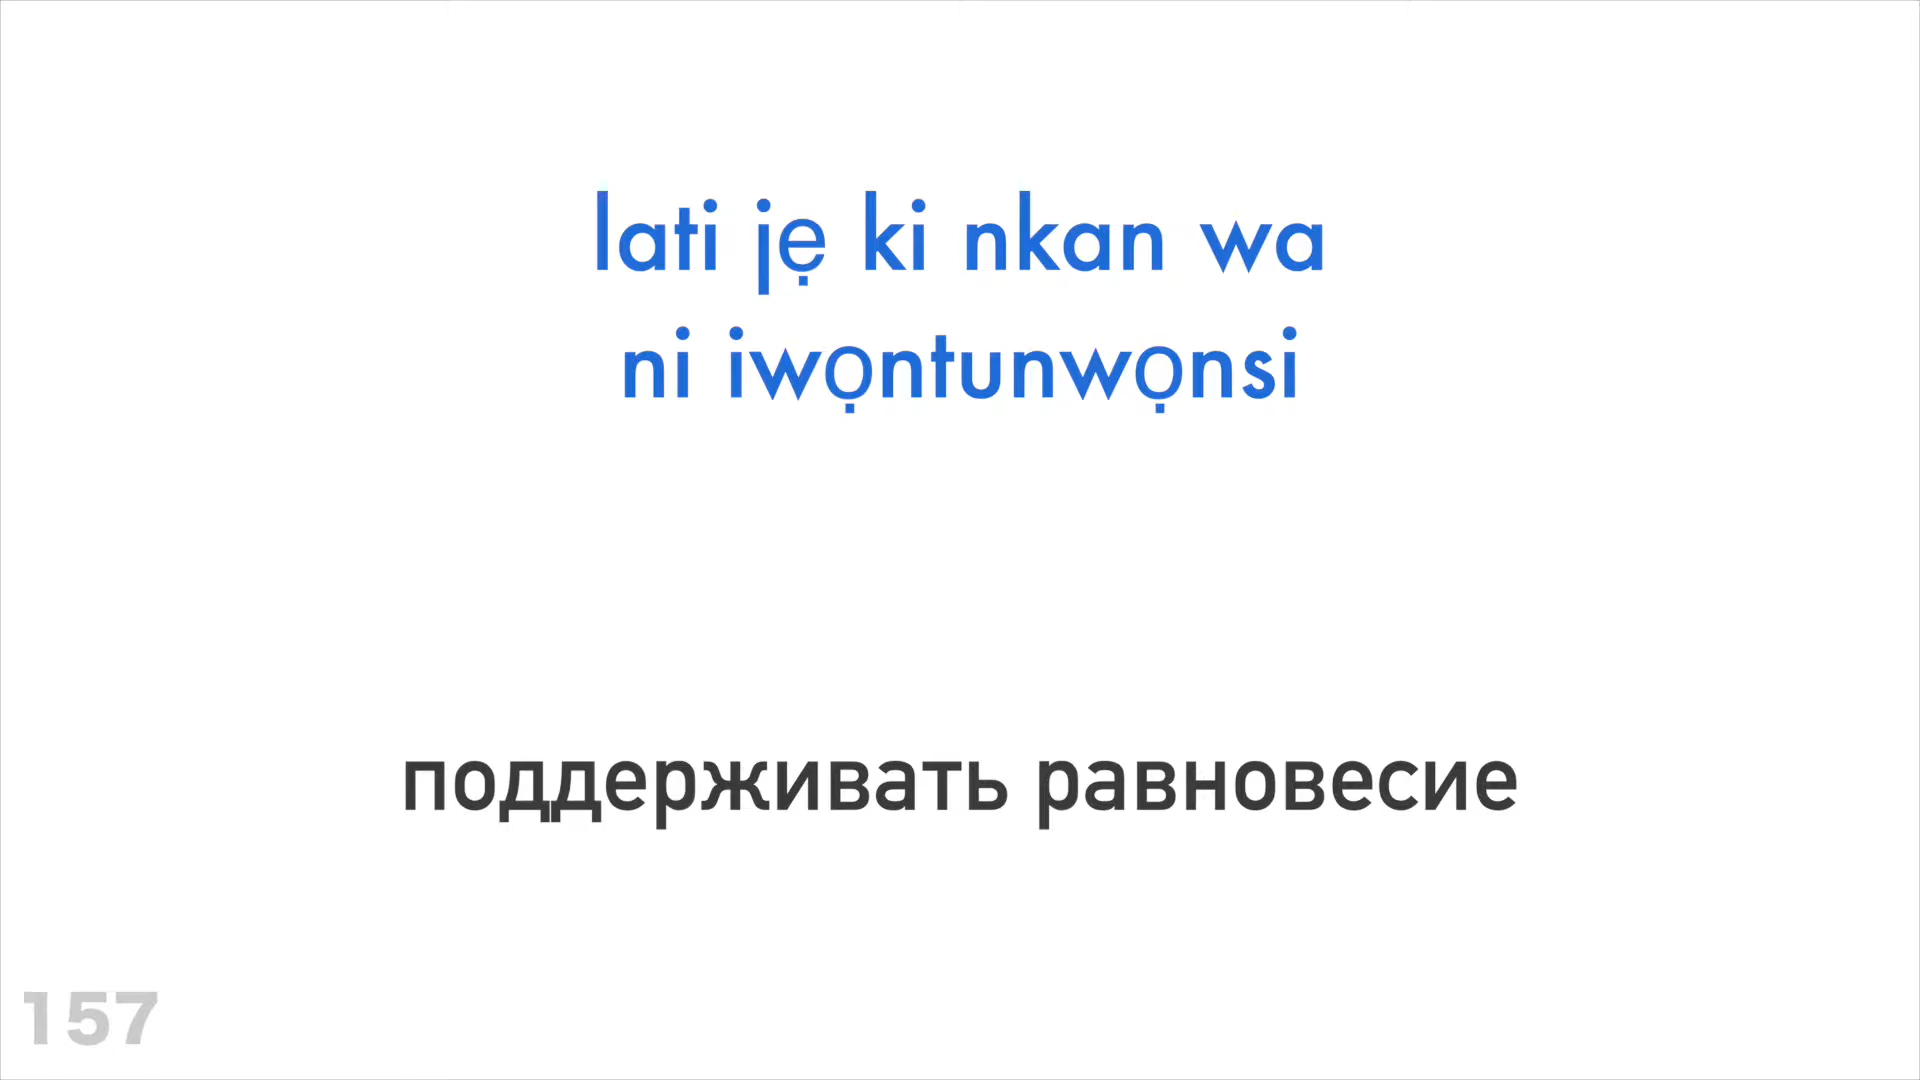 lati jẹ ki nkan wa
ni iwọntunwọnsi
поддерживать равновесие
157